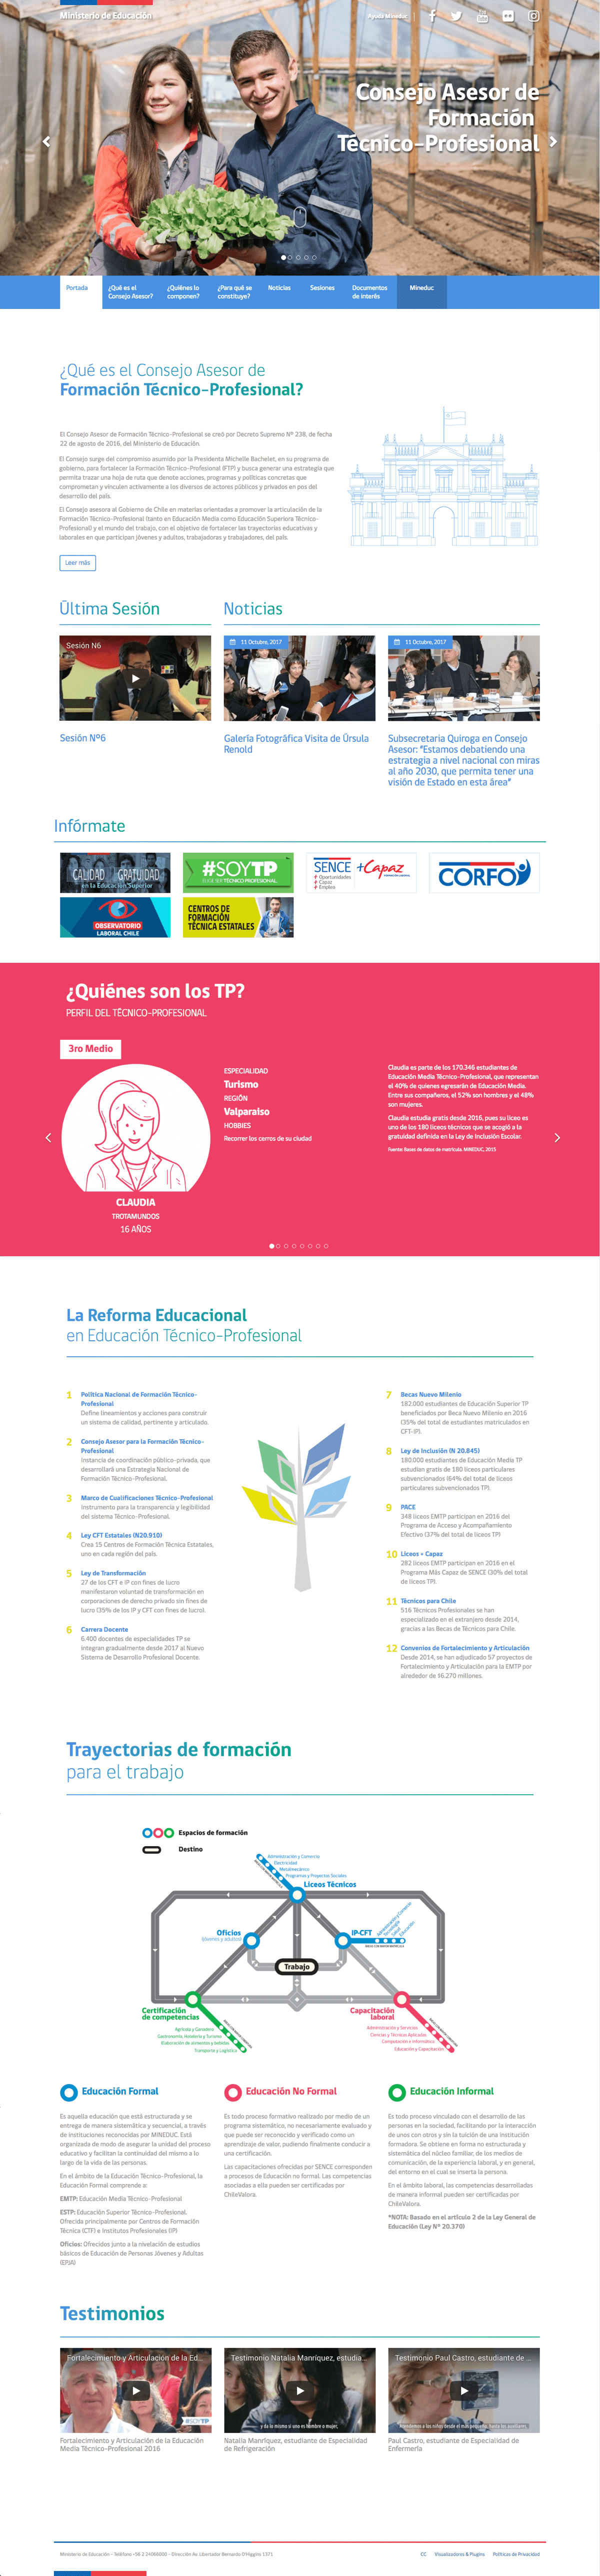 Ministerio de Educación
Ayuda Mineduc
Consejo Asesor de
Formación
Técnico-Profesional
Portada
¿Qué es el
Consejo Asesor?
¿Quiénes lo
componen?
¿Para qué se
constituye?
Noticias
Sesiones
Documentos
de Interés
Mineduc
¿Qué es el Consejo Asesor de
Formación Técnico-Profesional?
El Consejo Asesor de Formación Técnico-Profesional se creó por Decreto Supremo Nº 238, de fecha
22 de agosto de 2016, del Ministerio de Educación.
El Consejo surge del compromiso asumido por la Presidenta Michelle Bachelet, en su programa de
gobierno, para fortalecer la Formación Técnico-Profesional (FTP) y busca generar una estrategia que
permita trazar una hoja de ruta que denote acciones, programas y políticas concretas que
comprometan y vinculen activamente a los diversos de actores públicos y privados en pos del
desarrollo del país.
El Consejo asesora al Gobierno de Chile en materias orientadas a promover la articulación de la
Formación Técnico-Profesional (tanto en Educación Media como Educación Superiora Técnico-
Profesional) y el mundo del trabajo, con el objetivo de fortalecer las trayectorias educativas y
laborales en que participan jóvenes y adultos, trabajadoras y trabajadores, del país.
Leer más
Última Sesión
Noticias
Sesión N6
11 Octubre, 2017
11 Octubre, 2017
Sesión Nº6
Galería Fotográfica Visita de Úrsula
Renold
Subsecretaria Quiroga en Consejo
Asesor: "Estamos debatiendo una
estrategia a nivel nacional con miras
al año 2030, que permita tener una
visión de Estado en esta área"
Infórmate
CALIDAD GRATUIDAD
en la Educación Superior
#SOYTP
TÉCNICO PROFESIONAL
SENCE
Oportunidades
Capaz
Empleo
+Capaz
CORFO
OBSERVATORIO
LABORAL CHILE
CENTROS DE
FORMACIÓN
TÉCNICA ESTATALES
¿Quiénes son los TP?
PERFIL DEL TÉCNICO-PROFESIONAL
3ro Medio
CLAUDIA
TROTAMUNDOS
16 AÑOS
ESPECIALIDAD
Turismo
REGIÓN
Valparaíso
HOBBIES
Recorrer los cerros de su ciudad
Claudia es parte de los 170.346 estudiantes de
Educación Media Técnico-Profesional, que representan
el 40% de quienes egresarán de Educación Media.
Entre sus compañeros, el 52% son hombres y el 48%
son mujeres.
Claudia estudia gratis desde 2016, pues su liceo es
uno de los 180 liceos técnicos que se acogió a la
gratuidad definida en la Ley de Inclusión Escolar.
Fuente: Bases de datos de matrícula. MINEDUC, 2015
La Reforma Educacional
en Educación Técnico-Profesional
1 Política Nacional de Formación Técnico-
Profesional
Define lineamientos y acciones para construir
un sistema de calidad, pertinente y articulado.
2 Consejo Asesor para la Formación Técnico-
Profesional
Instancia de coordinación público-privada, que
desarrollará una Estrategia Nacional de
Formación Técnico-Profesional.
3 Marco de Cualificaciones Técnico-Profesional
Instrumento para la transparencia y legibilidad
del sistema Técnico-Profesional.
4 Ley CFT Estatales (N20.910)
Crea 15 Centros de Formación Técnica Estatales,
uno en cada región del país.
5 Ley de Transformación
27 de los CFT e IP con fines de lucro
manifestaron voluntad de transformación en
corporaciones de derecho privado sin fines de
lucro (35% de los IP y CFT con fines de lucro).
6 Carrera Docente
6.400 docentes de especialidades TP se
integran gradualmente desde 2017 al Nuevo
Sistema de Desarrollo Profesional Docente.
7 Becas Nuevo Milenio
182.000 estudiantes de Educación Superior TP
beneficiados por Beca Nuevo Milenio en 2016
(35% del total de estudiantes matriculados en
CFT-IP).
8 Ley de Inclusión (N 20.845)
180.000 estudiantes de Educación Media TP
estudian gratis de 180 liceos particulares
subvencionados (64% del total de liceos
particulares subvencionados TP).
9 PACE
348 liceos EMTP participan en 2016 del
Programa de Acceso y Acompañamiento
Efectivo (37% del total de liceos TP)
10 Liceos + Capaz
282 liceos EMTP participan en 2016 en el
Programa Más Capaz de SENCE (30% del total
de liceos TP).
11 Técnicos para Chile
516 Técnicos Profesionales se han
especializado en el extranjero desde 2014,
gracias a las Becas de Técnicos para Chile.
12 Convenios de Fortalecimiento y Articulación
Desde 2014, se han adjudicado 57 proyectos de
Fortalecimiento y Articulación para la EMTP por
alrededor de $6.270 millones.
Trayectorias de formación
para el trabajo
Espacios de formación
Destino
Administración y Comercio
Electricidad
Metalmecánica
Programas y Proyectos Sociales
Liceos Técnicos
Oficios
(jóvenes y adultos)
IP-CFT
Administración y Comercio
Tecnología
Salud
Educación
Trabajo
Certificación
de competencias
Agrícola y Ganadero
Gastronomía, Hotelería y Turismo
Elaboración de alimentos y bebidas
Transporte y Logística
Capacitación
laboral
Administración y Servicios
Ciencias y Técnicas Aplicadas
Computación e Informática
Educación y Capacitación
Educación Formal
Es aquella educación que está estructurada y se
entrega de manera sistemática y secuencial, a través
de instituciones reconocidas por MINEDUC. Está
organizada de modo de asegurar la unidad del proceso
educativo y facilitan la continuidad del mismo a lo
largo de la vida de las personas.
En el ámbito de la Educación Técnico-Profesional, la
Educación Formal comprende a:
EMTP: Educación Media Técnico-Profesional
ESTP: Educación Superior Técnico-Profesional.
Ofrecida principalmente por Centros de Formación
Técnica (CTF) e Institutos Profesionales (IP)
Oficios: Ofrecidos junto a la nivelación de estudios
básicos de Educación de Personas Jóvenes y Adultas
(EPJA)
Educación No Formal
Es todo proceso formativo realizado por medio de un
programa sistemático, no necesariamente evaluado y
que puede ser reconocido y verificado como un
aprendizaje de valor, pudiendo finalmente conducir a
una certificación.
Las capacitaciones ofrecidas por SENCE corresponden
a procesos de Educación no formal. Las competencias
asociadas a ella pueden ser certificadas por
ChileValora.
Educación Informal
Es todo proceso vinculado con el desarrollo de las
personas en la sociedad, facilitando por la interacción
de unos con otros y sin la tuición de una institución
formadora. Se obtiene en forma no estructurada y
sistemática del núcleo familiar, de los medios de
comunicación, de la experiencia laboral, y en general,
del entorno en el cual se inserta la persona.
En el ámbito laboral, las competencias desarrolladas
de manera informal pueden ser certificadas por
ChileValora.
*NOTA: Basado en el artículo 2 de la Ley General de
Educación (Ley Nº 20.370)
Testimonios
Fortalecimiento y Articulación de la Ed...
#SOYTP
Testimonio Natalia Manríquez, estudia...
y da lo mismo si uno es hombre o mujer,
Testimonio Paul Castro, estudiante de ...
Atendemos a los niños desde el más pequeño, hasta los auxiliares.
Fortalecimiento y Articulación de la Educación
Media Técnico-Profesional 2016
Natalia Manríquez, estudiante de Especialidad
de Refrigeración
Paul Castro, estudiante de Especialidad de
Enfermería
Ministerio de Educación - Teléfono: +56 2 24066000 - Dirección Av. Libertador Bernardo O'Higgins 1371
CC
Visualizadores & Plugins
Políticas de Privacidad